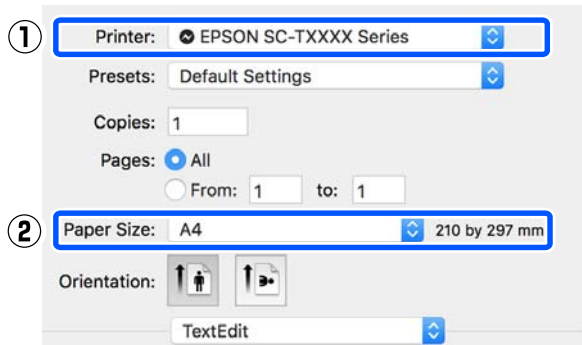 ① Printer: EPSON SC-TXXXX Series
Presets: Default Settings
Copies: 1
Pages: All
From: 1 to: 1
② Paper Size: A4 210 by 297 mm
Orientation:
TextEdit